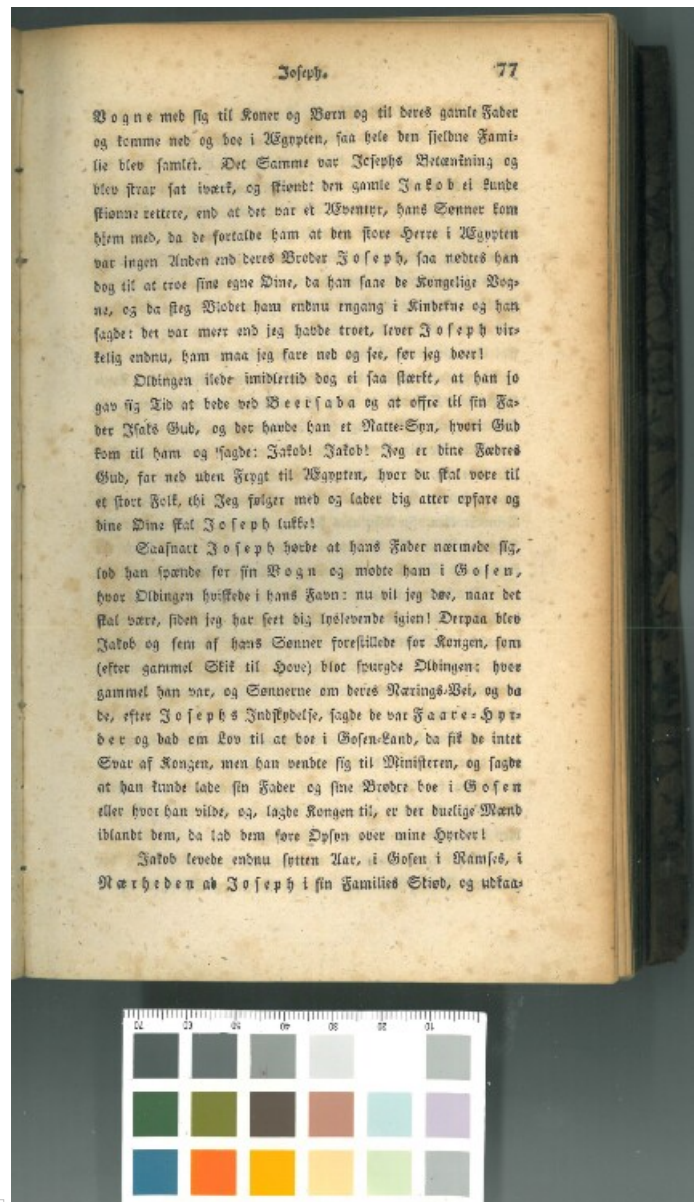 Joseph.
77
Vogne med sig til Koner og Børn og til deres gamle Fader
og komme ned og boe i Ægypten, saa hele den sjeldne Fami=
lie blev samlet. Det Samme var Josephs Betænkning og
blev strax sat iværk, og skiøndt den gamle Jakob ei kunde
skiønne rettere, end at det var et Æventyr, hans Sønner kom
hjem med, da de fortalde ham at den store Herre i Ægypten
var ingen Anden end deres Broder Joseph, saa nødtes han
dog til at troe sine egne Øine, da han saae de Kongelige Vog=
ne, og da steg Blodet ham endnu engang i Kinderne og han
sagde: det var meer end jeg havde troet, lever Joseph vir=
kelig endnu, ham maa jeg fare ned og see, før jeg døer!
Oldingen ilede imidlertid dog ei saa stærkt, at han jo
gav sig Tid at bede ved Beersaba og at offre til sin Fa=
der Isaks Gud, og der havde han et Natte=Syn, hvori Gud
kom til ham og sagde: Jakob! Jakob! Jeg er dine Fædres
Gud, far ned uden Frygt til Ægypten, hvor du skal vore til
et stort Folk, thi Jeg følger med og lader dig atter opfare og
dine Øine skal Joseph lukke!
Saasnart Joseph hørde at hans Fader nærmede sig,
lod han spænde for sin Vogn og mødte ham i Gosen,
hvor Oldingen hviskede i hans Favn: nu vil jeg døe, naar det
skal være, siden jeg har seet dig lyslevende igien! Derpaa blev
Jakob og fem af hans Sønner forestillede for Kongen, som
(efter gammel Skik til Hove) blot spurgde Oldingen: hvor
gammel han var, og Sønnerne om deres Nærings=Vei, og da
de, efter Josephs Indskydelse, sagde de var Faare=Hyr=
der og bad om Lov til at boe i Gosen=Land, da fik de intet
Svar af Kongen, men han vendte sig til Ministeren, og sagde
at han kunde lade sin Fader og sine Brødre boe i Gosen
eller hvor han vilde, og, lagde Kongen til, er der duelige Mænd
iblandt dem, da lad dem føre Opsyn over mine Hyrder!
Jakob levede endnu sytten Aar, i Gosen i Ramses, i
Nærheden af Joseph i sin Families Skiød, og udkaa=
70 60 50 40 30 20 10